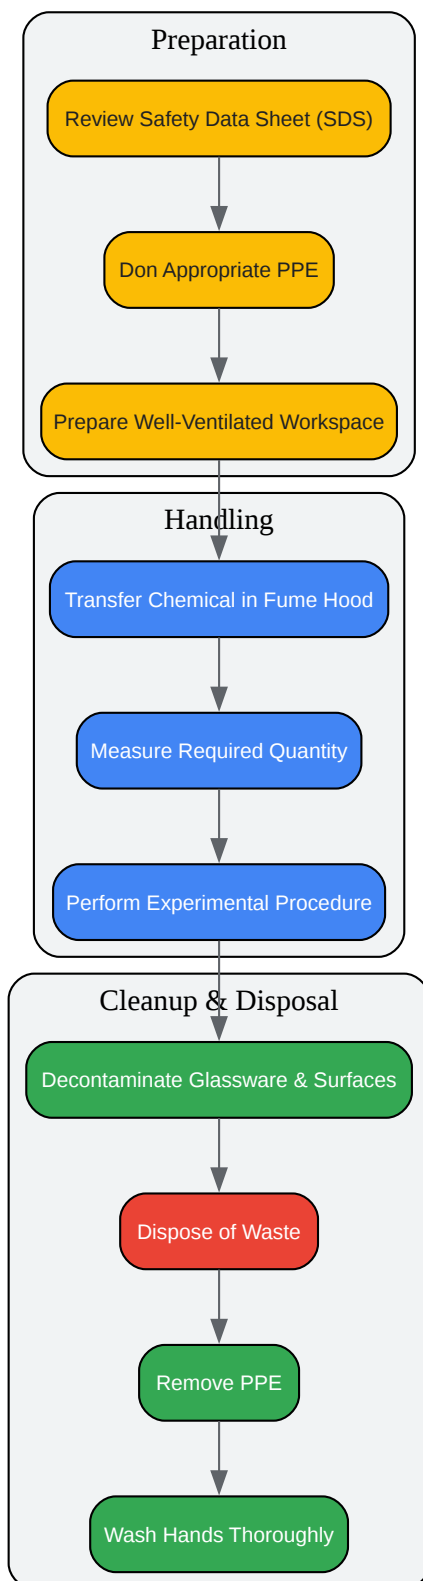 Preparation
Review Safety Data Sheet (SDS)
Don Appropriate PPE
Prepare Well-Ventilated Workspace
Handling
Transfer Chemical in Fume Hood
Measure Required Quantity
Perform Experimental Procedure
Cleanup & Disposal
Decontaminate Glassware & Surfaces
Dispose of Waste
Remove PPE
Wash Hands Thoroughly